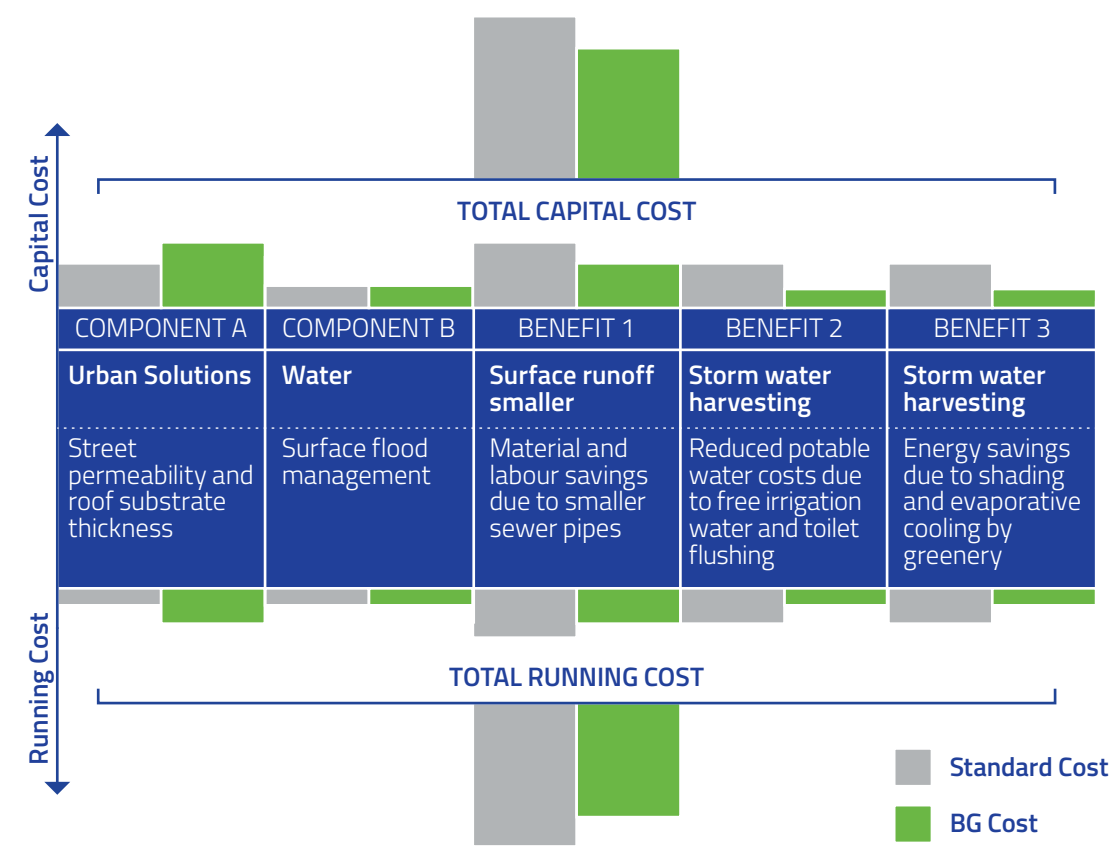 Capital Cost
TOTAL CAPITAL COST
COMPONENT A
COMPONENT B
BENEFIT 1
BENEFIT 2
BENEFIT 3
Urban Solutions
Street
permeability and
roof substrate
thickness
Water
Surface flood
management
Surface runoff
smaller
Material and
labour savings
due to smaller
sewer pipes
Storm water
harvesting
Reduced potable
water costs due
to free irrigation
water and toilet
flushing
Storm water
harvesting
Energy savings
due to shading
and evaporative
cooling by
greenery
Running Cost
TOTAL RUNNING COST
Standard Cost
BG Cost